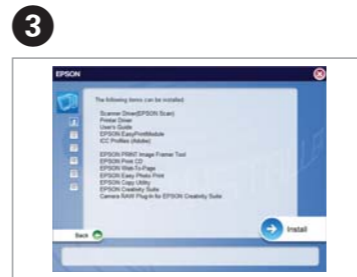 3
EPSON
The following items can be installed.
Scanner Driver(EPSON Scan)
Printer Driver
User's Guide
EPSON EasyPrintModule
ICC Profiles (Adobe)
EPSON PRINT Image Framer Tool
EPSON Print CD
EPSON Web-To-Page
EPSON Easy Photo Print
EPSON Copy Utility
EPSON Creativity Suite
Camera RAW Plug-In for EPSON Creativity Suite
Install
Back